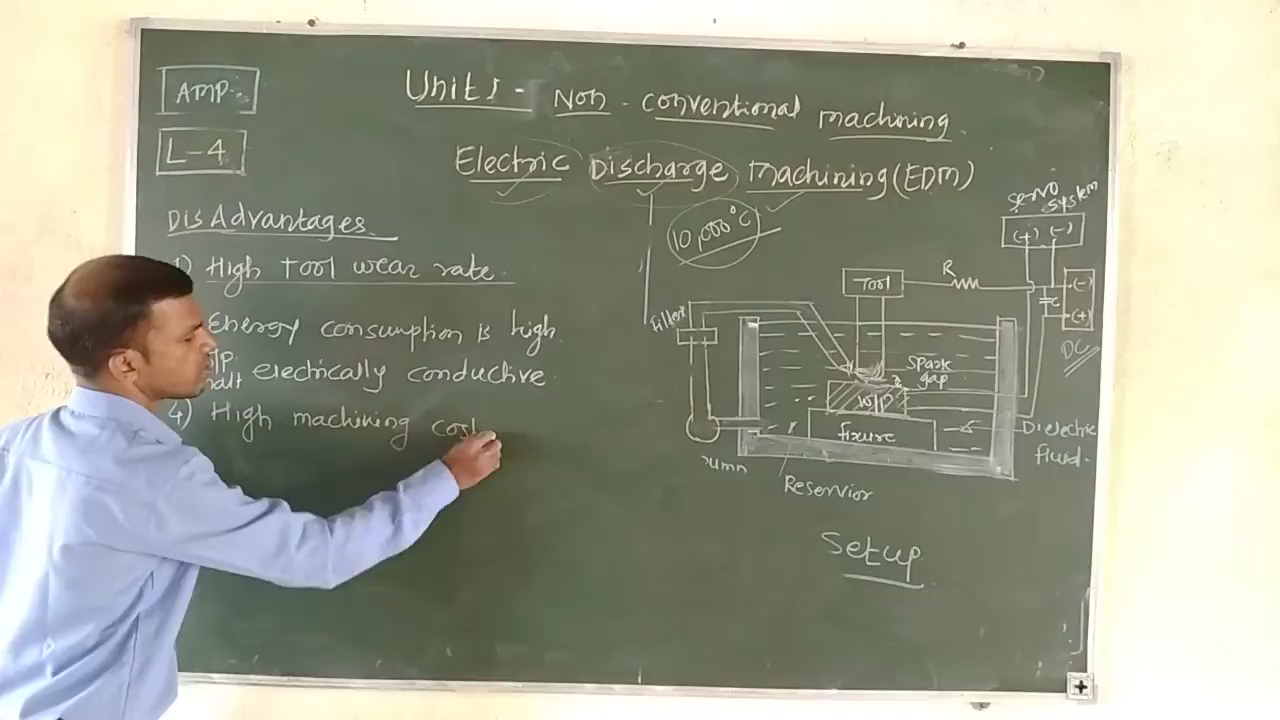 AMP:-
L-4
Unit 5 - Non-conventional machining
Electric Discharge Machining (EDM)
DisAdvantages
1) High Tool wear rate.
Energy consumption is high.
electrically conductive.
4) High machining cost
10,000°C
servo system
(+) (-)
Tool
R
C
(-)
(+)
DC
Filter
Spark gap
W/P
fixure
Dielectric fluid.
Reservior
Setup